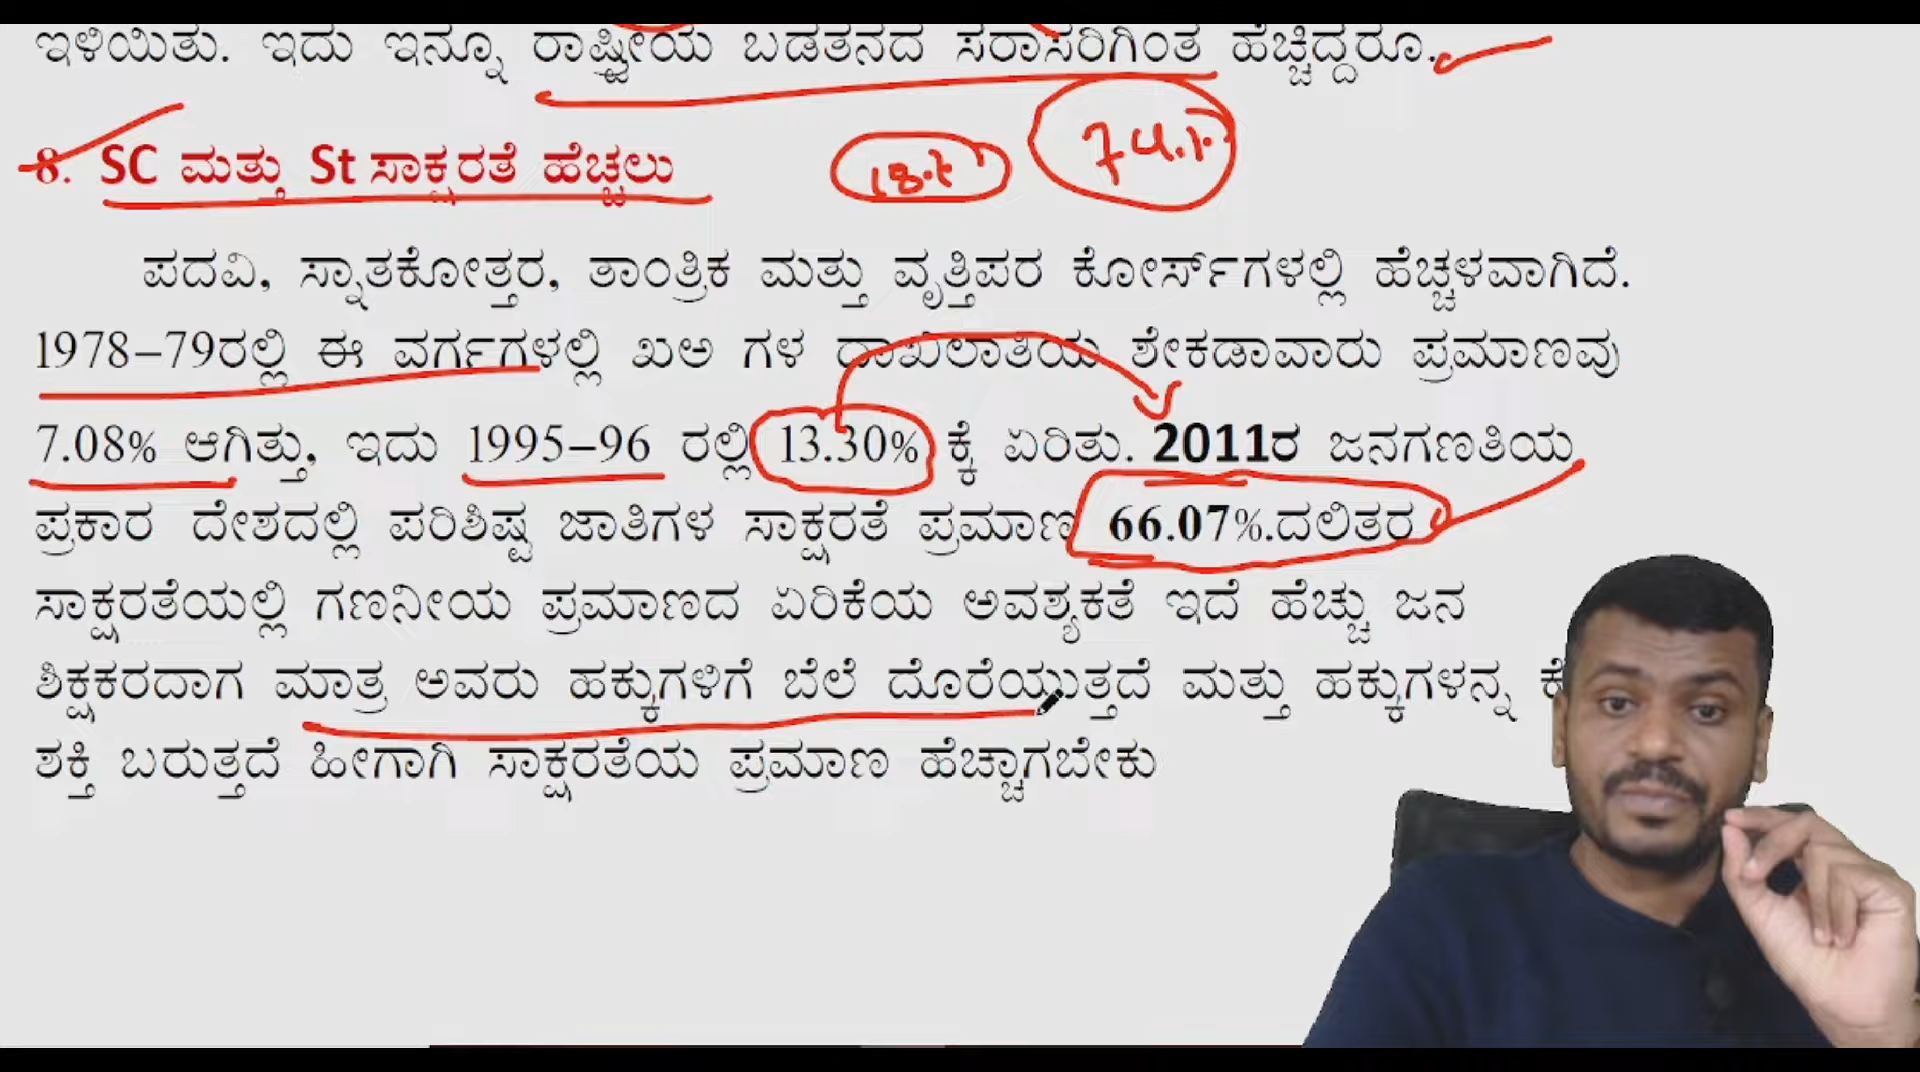 ಇಳಿಯಿತು. ಇದು ಇನ್ನೂ ರಾಷ್ಟ್ರೀಯ ಬಡತನದ ಸರಾಸರಿಗಿಂತ ಹೆಚ್ಚಿದ್ದರೂ.
8. SC ಮತ್ತು St ಸಾಕ್ಷರತೆ ಹೆಚ್ಚಲು 18.% 74.%
ಪದವಿ, ಸ್ನಾತಕೋತ್ತರ, ತಾಂತ್ರಿಕ ಮತ್ತು ವೃತ್ತಿಪರ ಕೋರ್ಸ್‌ಗಳಲ್ಲಿ ಹೆಚ್ಚಳವಾಗಿದೆ.
1978-79ರಲ್ಲಿ ಈ ವರ್ಗಗಳಲ್ಲಿ ಖಅ ಗಳ ದಾಖಲಾತಿಯ ಶೇಕಡಾವಾರು ಪ್ರಮಾಣವು
7.08% ಆಗಿತ್ತು, ಇದು 1995-96 ರಲ್ಲಿ 13.30% ಕ್ಕೆ ಏರಿತು. 2011ರ ಜನಗಣತಿಯ
ಪ್ರಕಾರ ದೇಶದಲ್ಲಿ ಪರಿಶಿಷ್ಟ ಜಾತಿಗಳ ಸಾಕ್ಷರತೆ ಪ್ರಮಾಣ 66.07%.ದಲಿತರ
ಸಾಕ್ಷರತೆಯಲ್ಲಿ ಗಣನೀಯ ಪ್ರಮಾಣದ ಏರಿಕೆಯ ಅವಶ್ಯಕತೆ ಇದೆ ಹೆಚ್ಚು ಜನ
ಶಿಕ್ಷಕರದಾಗ ಮಾತ್ರ ಅವರು ಹಕ್ಕುಗಳಿಗೆ ಬೆಲೆ ದೊರೆಯುತ್ತದೆ ಮತ್ತು ಹಕ್ಕುಗಳನ್ನ
ಶಕ್ತಿ ಬರುತ್ತದೆ ಹೀಗಾಗಿ ಸಾಕ್ಷರತೆಯ ಪ್ರಮಾಣ ಹೆಚ್ಚಾಗಬೇಕು